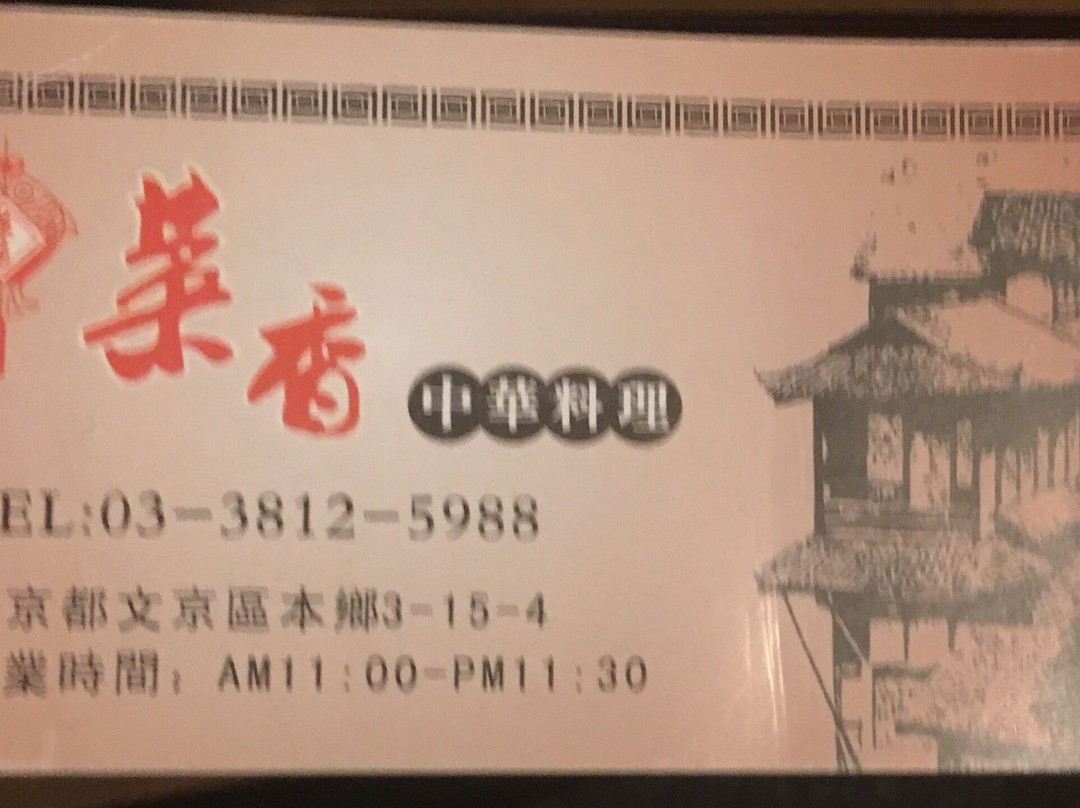 菜香 中華料理
EL:03-3812-5988
京都文京區本鄉3-15-4
業時間：AM11:00-PM11:30